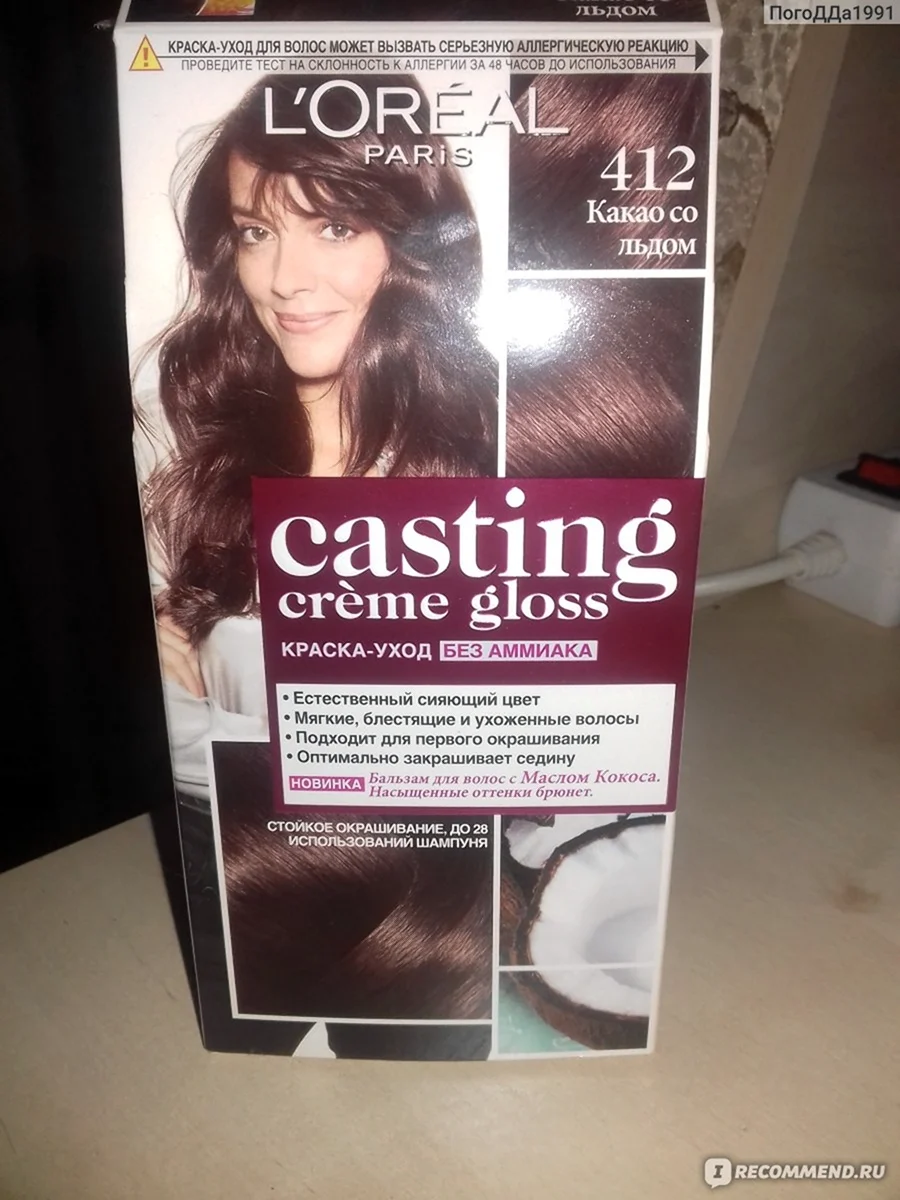 ПогоДДа1991
льдом
КРАСКА-УХОД ДЛЯ ВОЛОС МОЖЕТ ВЫЗВАТЬ СЕРЬЕЗНУЮ АЛЛЕРГИЧЕСКУЮ РЕАКЦИЮ
ПРОВЕДИТЕ ТЕСТ НА СКЛОННОСТЬ К АЛЛЕРГИИ ЗА 48 ЧАСОВ ДО ИСПОЛЬЗОВАНИЯ
L'ORÉAL
PARIS
412
Какао со
льдом
casting
crème gloss
КРАСКА-УХОД БЕЗ АММИАКА
• Естественный сияющий цвет
• Мягкие, блестящие и ухоженные волосы
• Подходит для первого окрашивания
• Оптимально закрашивает седину
НОВИНКА Бальзам для волос с Маслом Кокоса.
Насыщенные оттенки брюнет.
СТОЙКОЕ ОКРАШИВАНИЕ, ДО 28
ИСПОЛЬЗОВАНИЙ ШАМПУНЯ
IRECOMMEND.RU